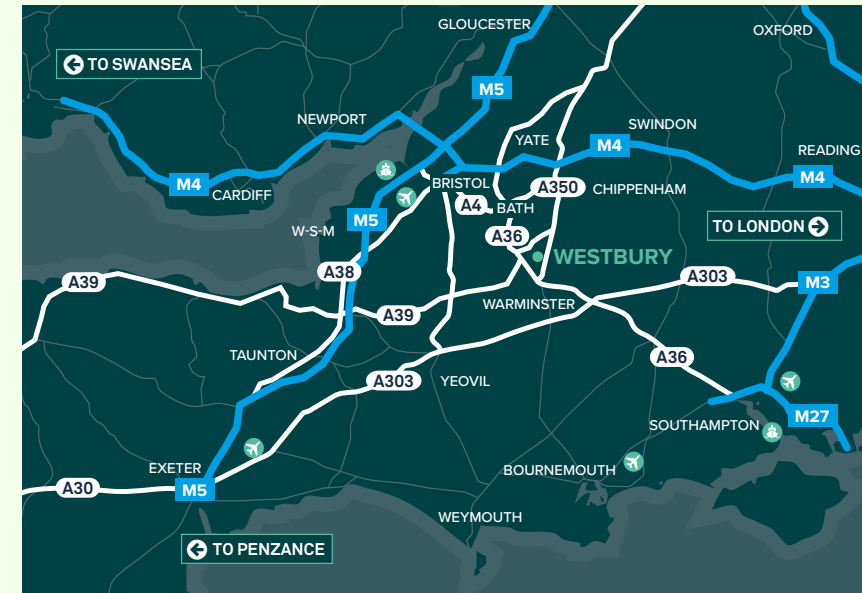 GLOUCESTER
OXFORD
TO SWANSEA
M5
NEWPORT
SWINDON
YATE
M4
READING
M4
M4
CARDIFF
BRISTOL
A350
CHIPPENHAM
A4
BATH
M5
W-S-M
A36
TO LONDON
WESTBURY
A38
A39
A303
M3
WARMINSTER
A39
TAUNTON
A36
A303
YEOVIL
M27
SOUTHAMPTON
EXETER
BOURNEMOUTH
A30
M5
WEYMOUTH
TO PENZANCE